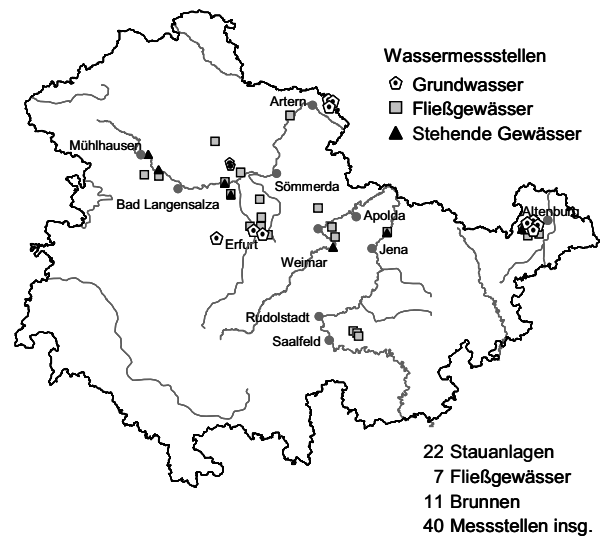 Wassermessstellen
Grundwasser
Fließgewässer
Stehende Gewässer
Artern
Mühlhausen
Sömmerda
Bad Langensalza
Altenburg
Apolda
Erfurt
Weimar
Jena
Rudolstadt
Saalfeld
22 Stauanlagen
7 Fließgewässer
11 Brunnen
40 Messstellen insg.